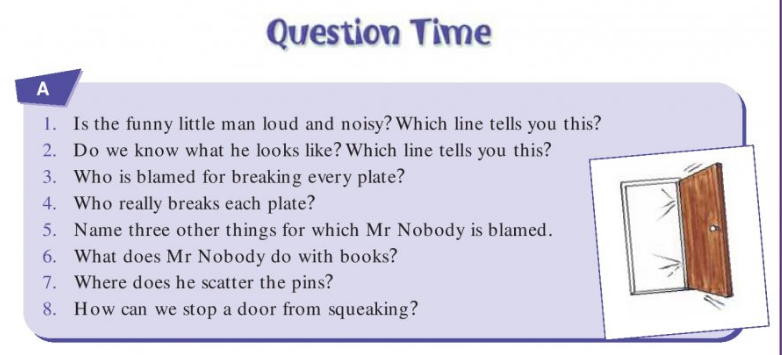 Question Time
A
1. Is the funny little man loud and noisy? Which line tells you this?
2. Do we know what he looks like? Which line tells you this?
3. Who is blamed for breaking every plate?
4. Who really breaks each plate?
5. Name three other things for which Mr Nobody is blamed.
6. What does Mr Nobody do with books?
7. Where does he scatter the pins?
8. How can we stop a door from squeaking?